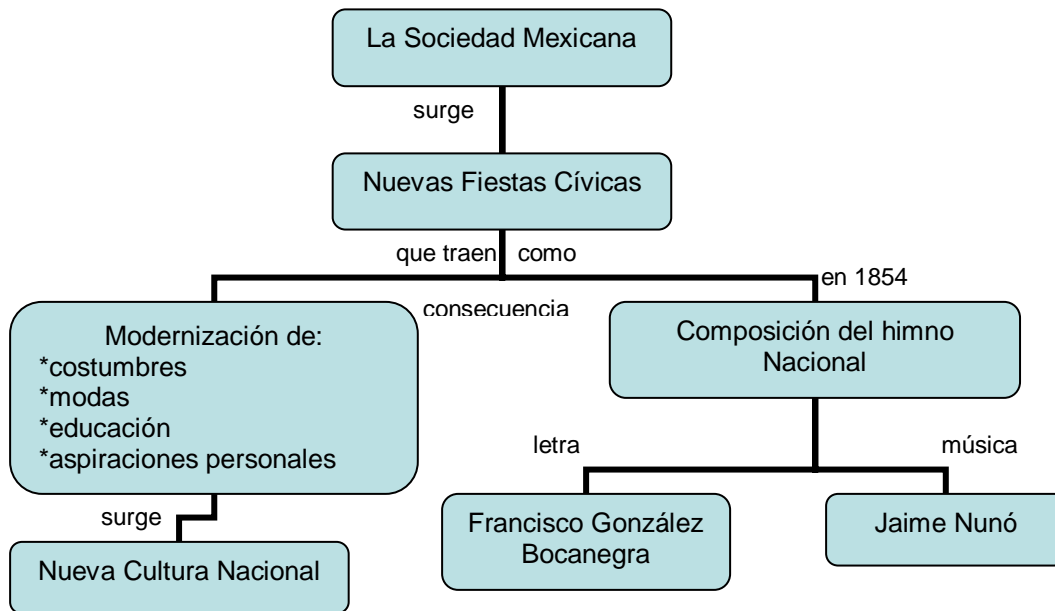 La Sociedad Mexicana
surge
Nuevas Fiestas Cívicas
que traen como
consecuencia
en 1854
Modernización de:
*costumbres
*modas
*educación
*aspiraciones personales
surge
Nueva Cultura Nacional
Composición del himno
Nacional
letra
música
Francisco González
Bocanegra
Jaime Nunó